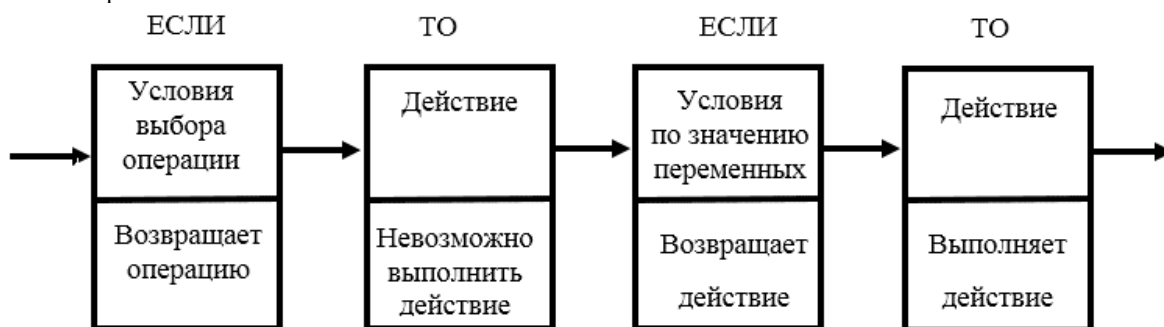 ЕСЛИ
ТО
ЕСЛИ
ТО
Условия
выбора
операции
Возвращает
операцию
Действие
Невозможно
выполнить
действие
Условия
по значению
переменных
Возвращает
действие
Действие
Выполняет
действие